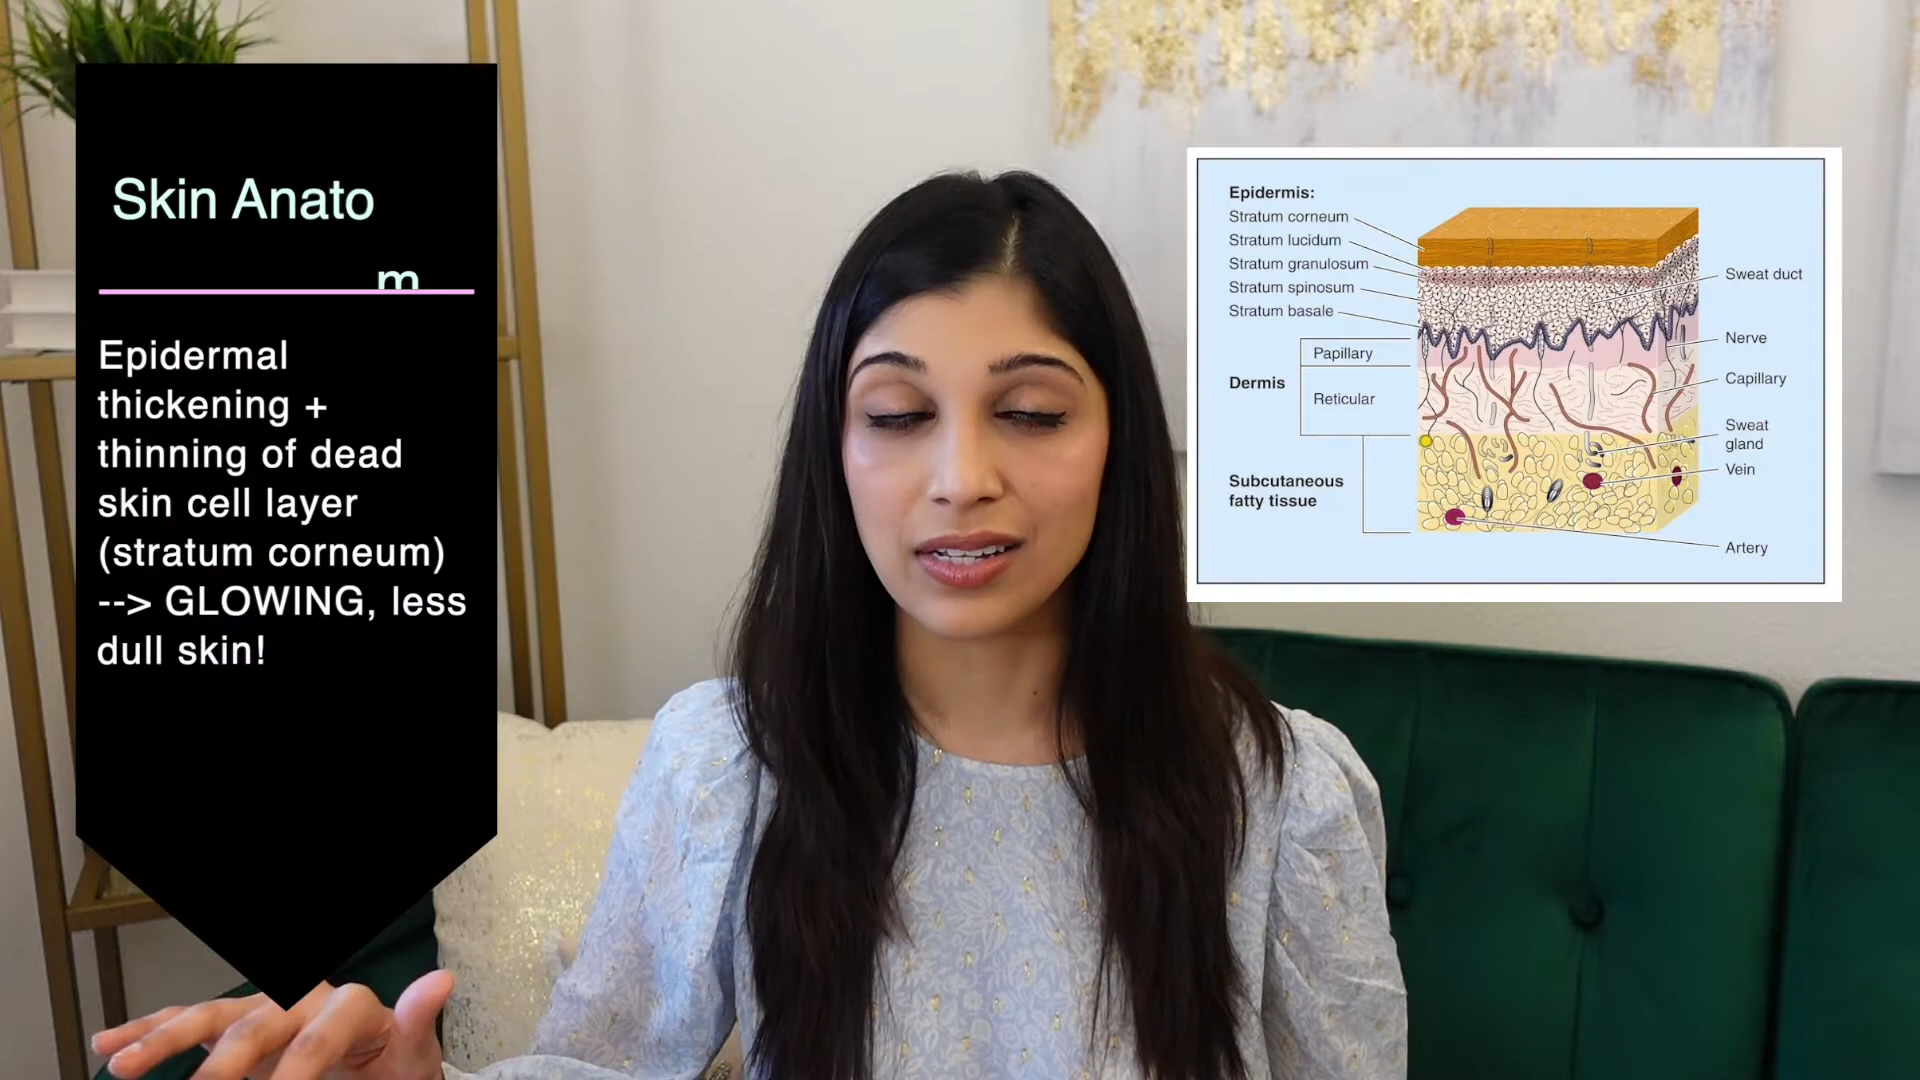 Skin Anato
m
Epidermal
thickening +
thinning of dead
skin cell layer
(stratum corneum)
--> GLOWING, less
dull skin!
Epidermis:
Stratum corneum
Stratum lucidum
Stratum granulosum
Stratum spinosum
Stratum basale
Papillary
Dermis
Reticular
Subcutaneous
fatty tissue
Sweat duct
Nerve
Capillary
Sweat
gland
Vein
Artery